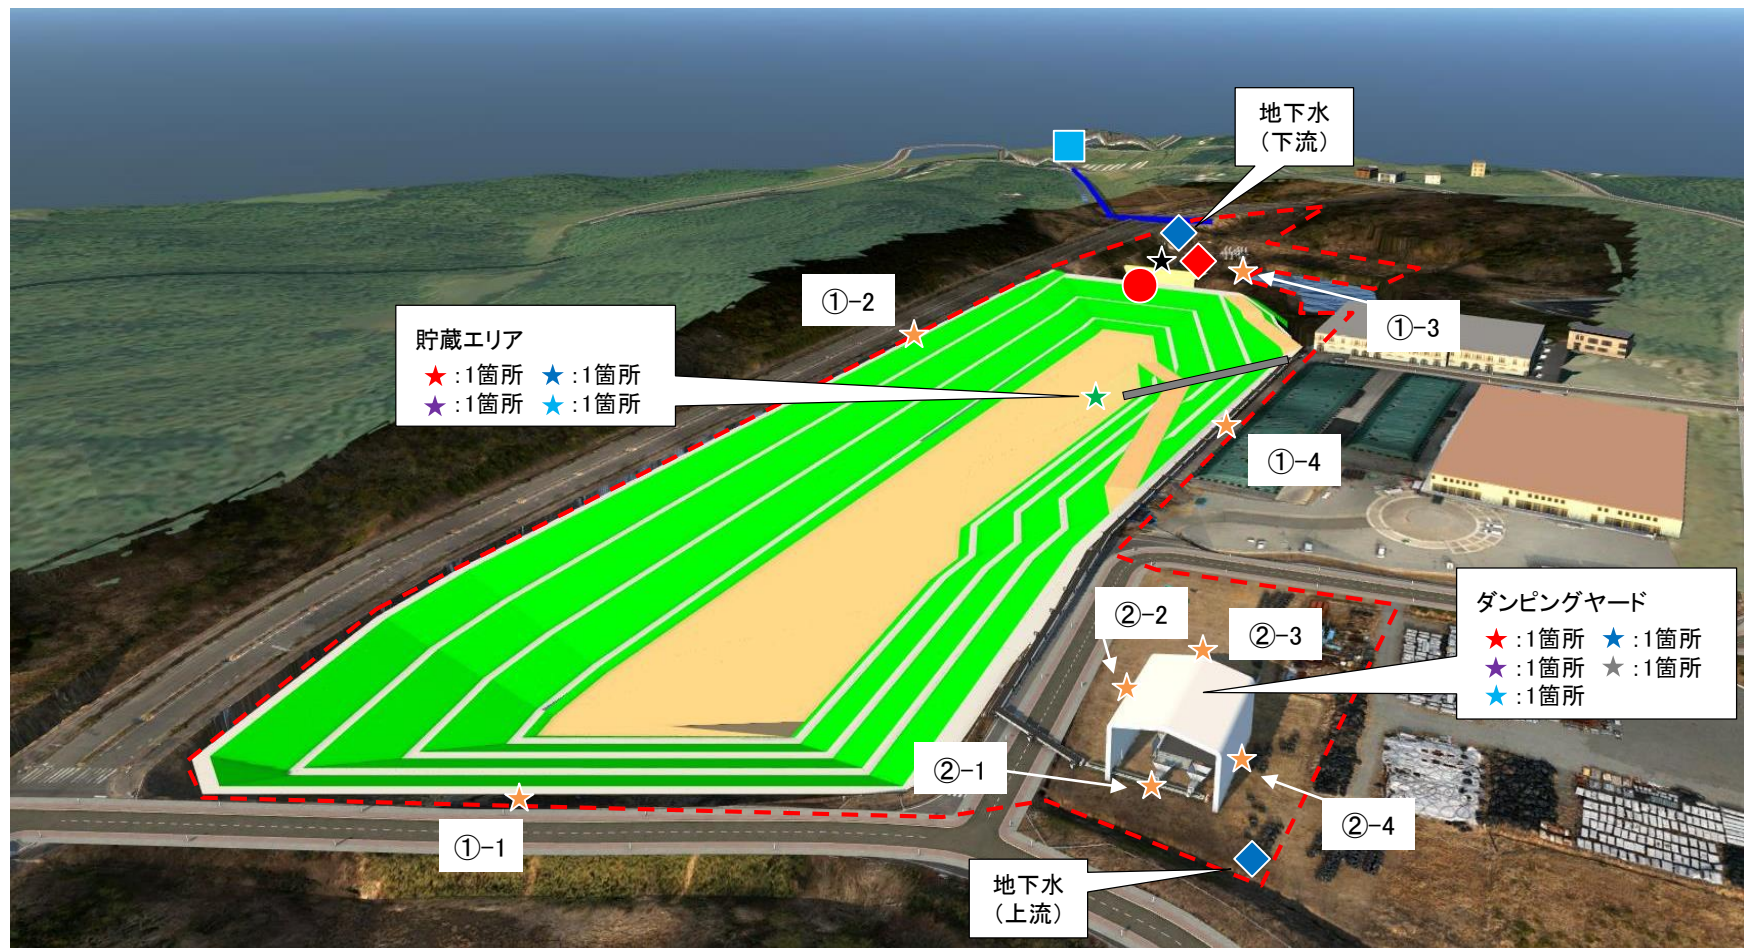 地下水
（下流）
①-2
①-3
貯蔵エリア
★：1箇所 ★：1箇所
★：1箇所 ★：1箇所
①-4
②-2
②-3
ダンピングヤード
★：1箇所 ★：1箇所
★：1箇所 ★：1箇所
★：1箇所
②-1
②-4
①-1
地下水
（上流）